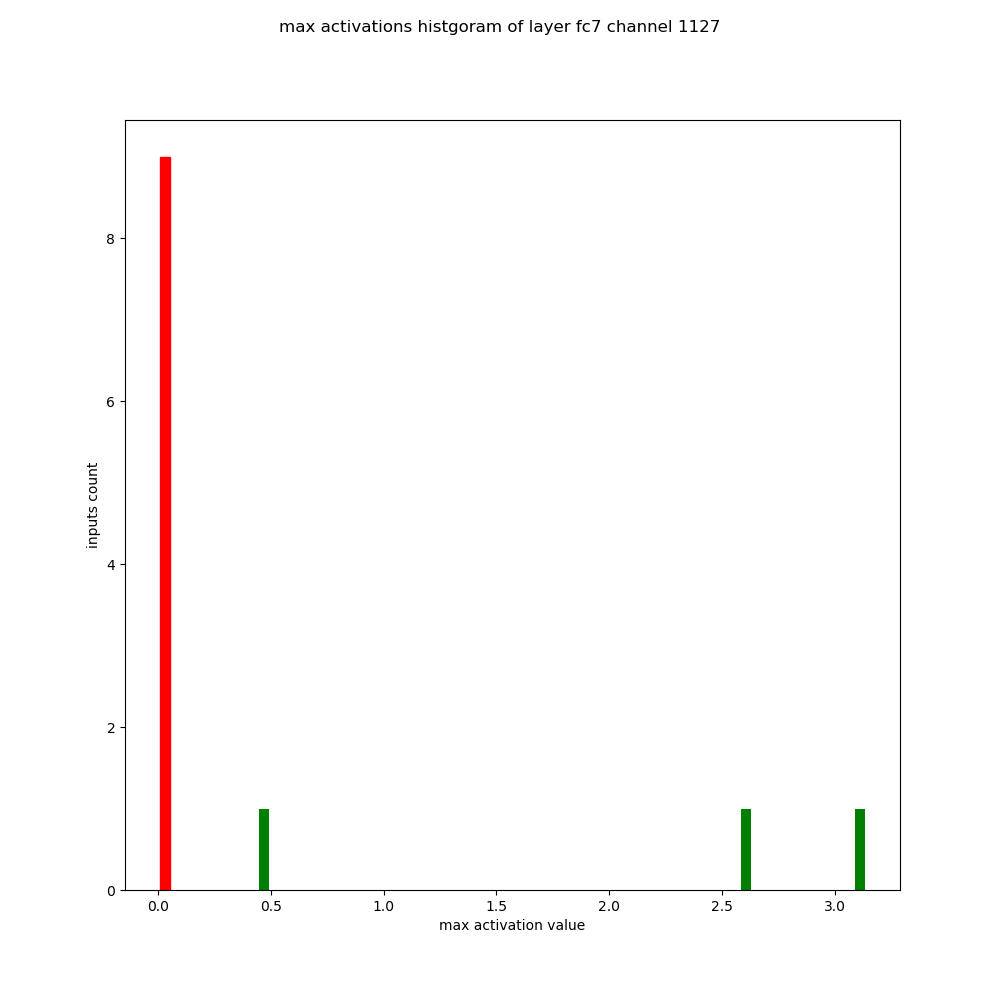 max activations histgoram of layer fc7 channel 1127
8
6
4
2
0
inputs count
0.0 0.5 1.0 1.5 2.0 2.5 3.0
max activation value